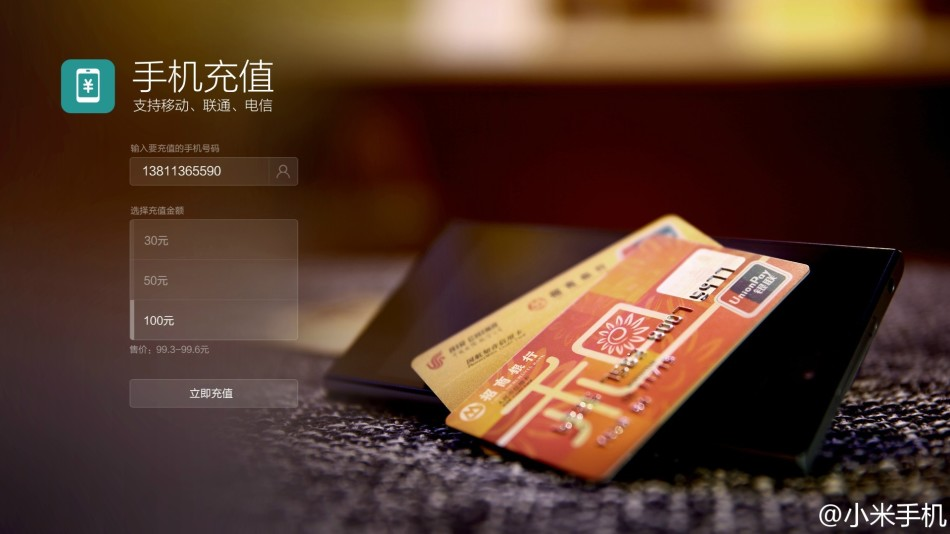 ¥
手机充值
支持移动、联通、电信
输入要充值的手机号码
13811365590
选择充值金额
30元
50元
100元
售价：99.3-99.6元
立即充值
招商银行
UnionPay
银联
@小米手机